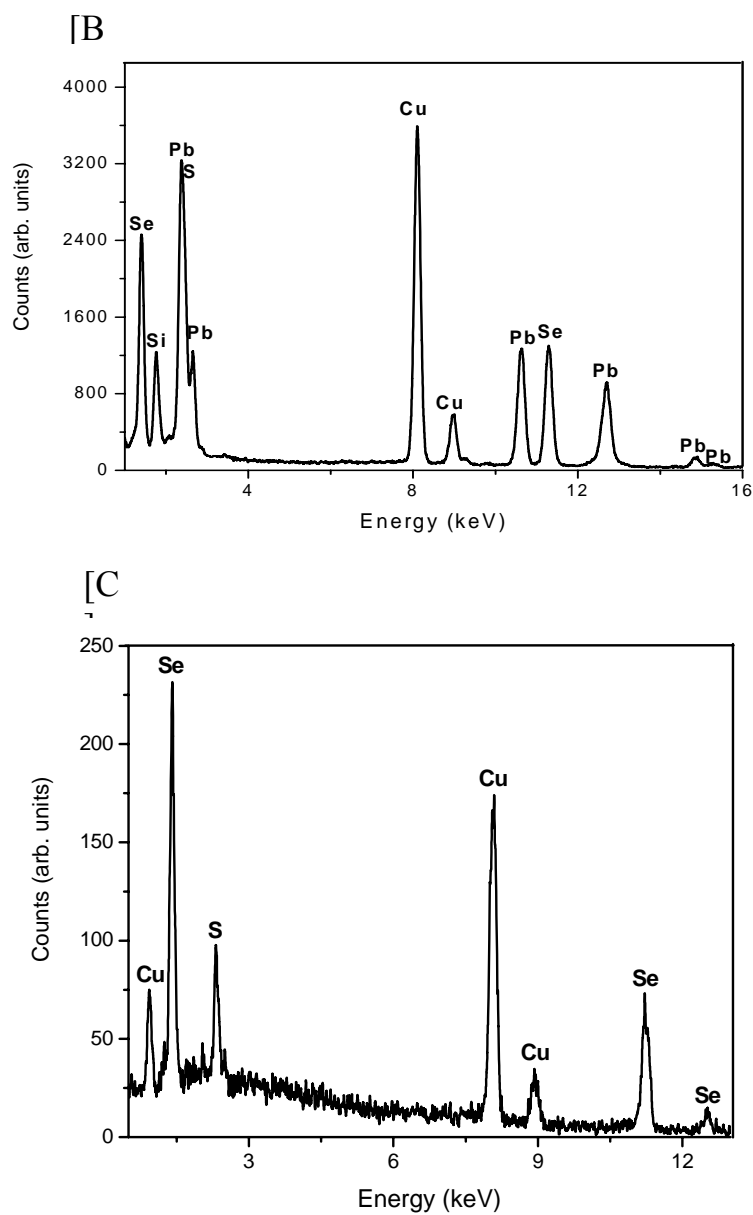 [B
4000
Cu
Pb
S
3200
Se
2400
1600
Si
Pb
Pb
Se
Pb
800
Cu
Pb
Pb
0
4
8
12
16
Counts (arb. units)
Energy (keV)
[C
250
Se
200
Cu
150
100
S
Cu
Se
50
Cu
Se
0
3
6
9
12
Counts (arb. units)
Energy (keV)